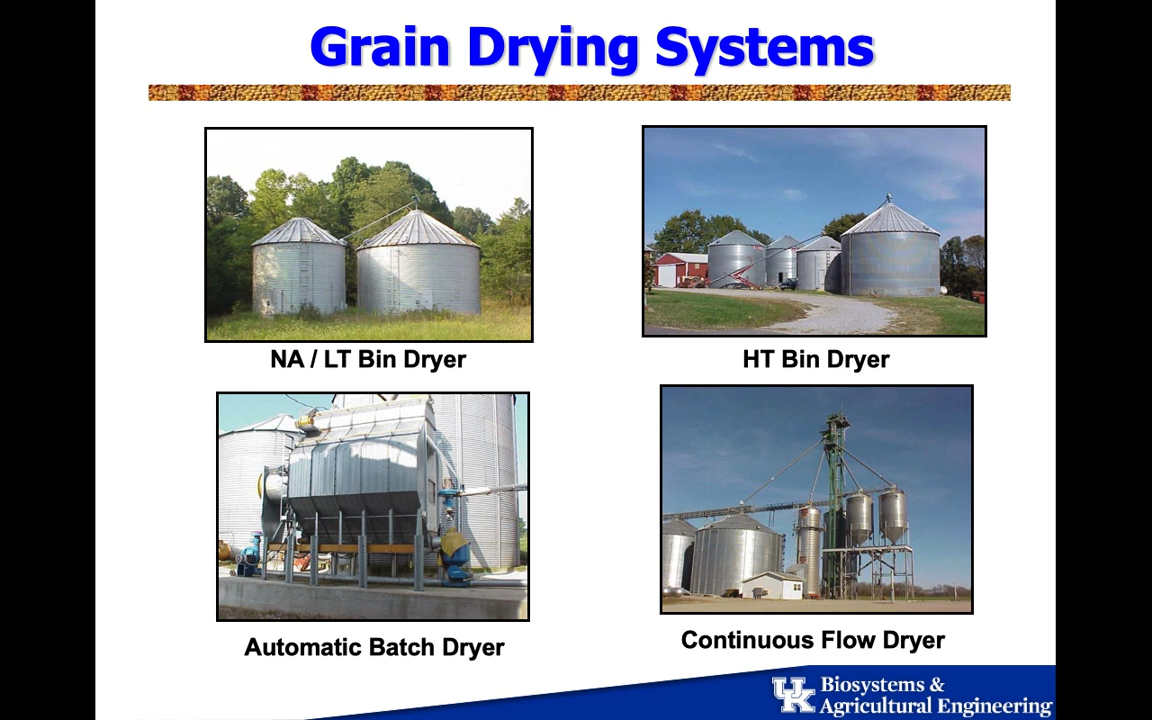 Grain Drying Systems
NA / LT Bin Dryer
HT Bin Dryer
Automatic Batch Dryer
Continuous Flow Dryer
UK Biosystems &
Agricultural Engineering